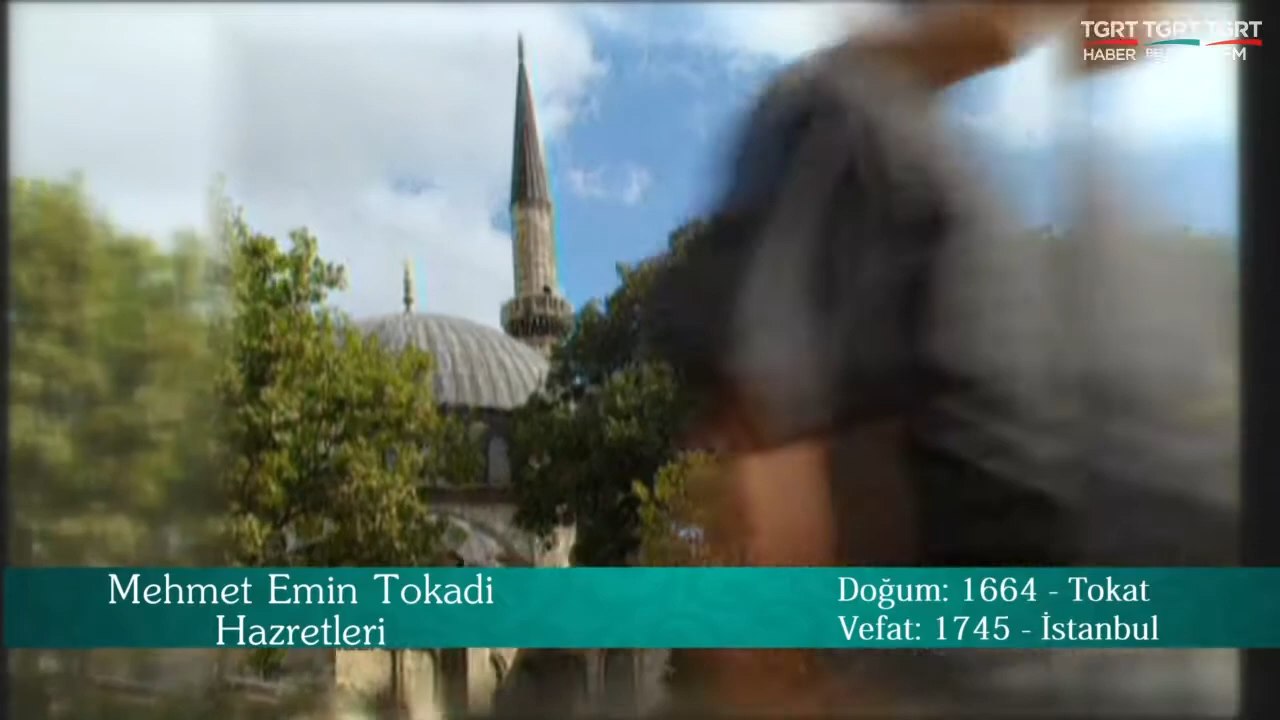 TGRT TGRT TGRT
HABER FM
Mehmet Emin Tokadi
Hazretleri
Doğum: 1664 - Tokat
Vefat: 1745 - İstanbul